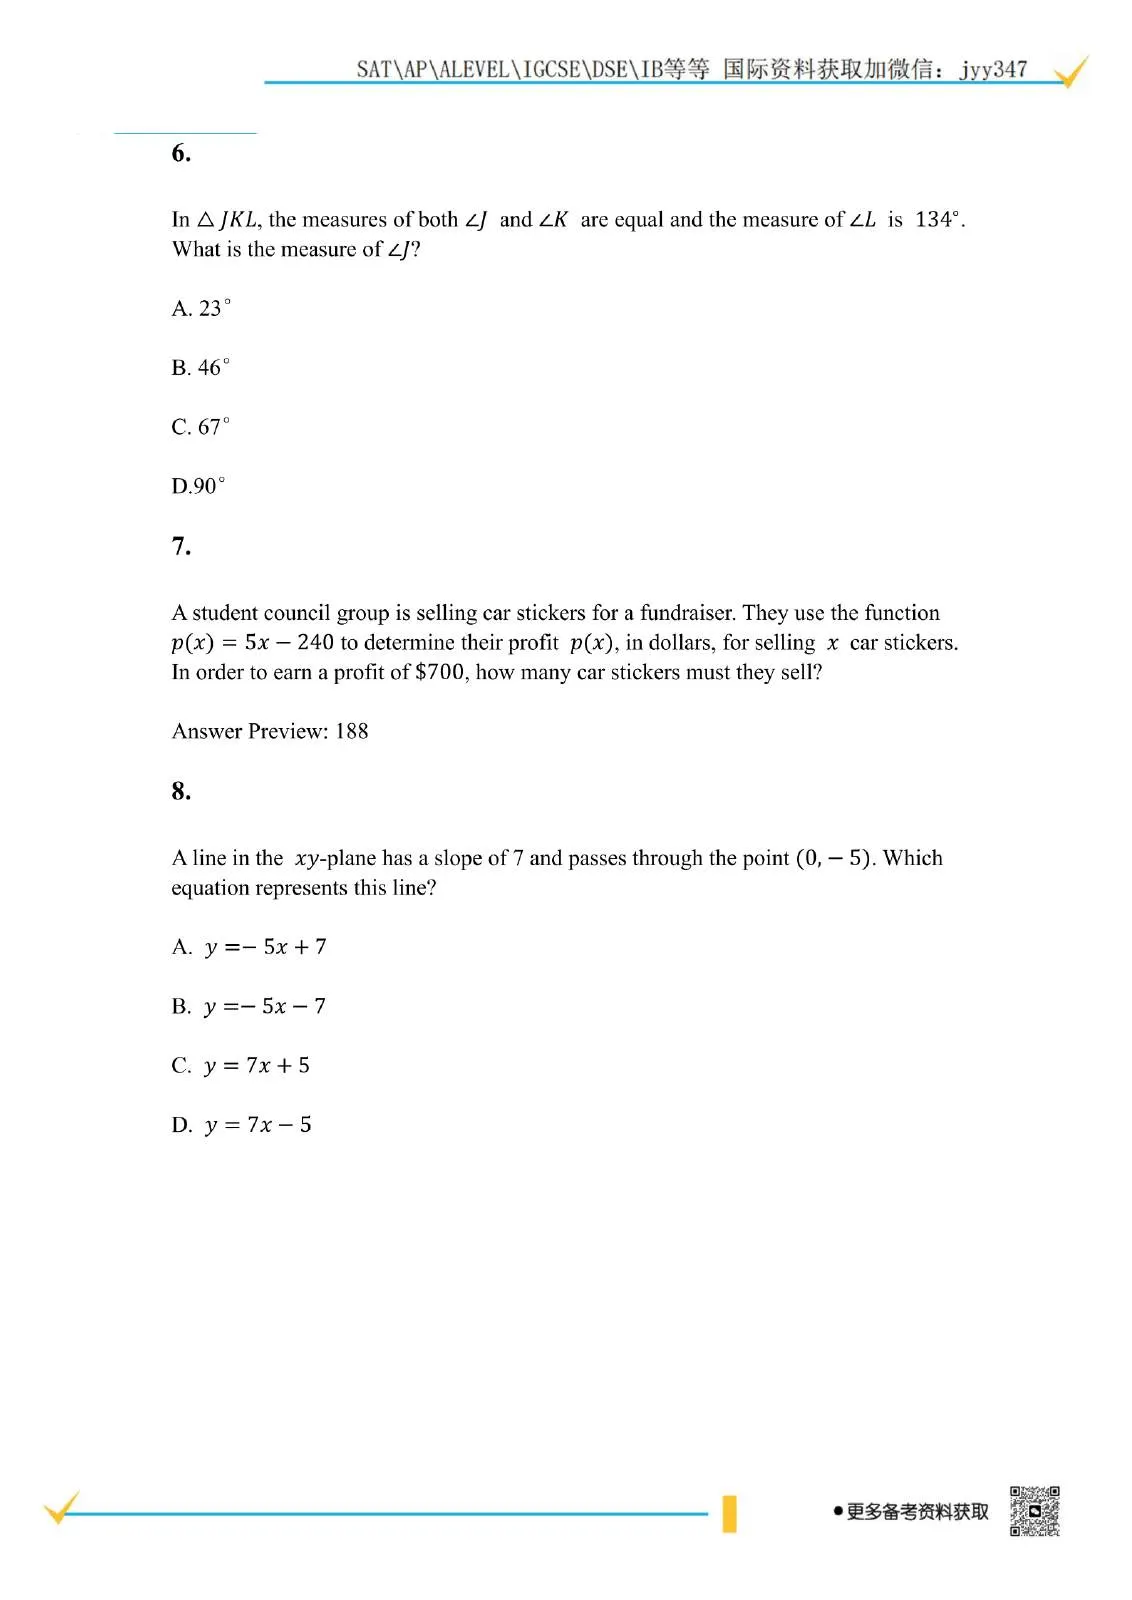 SAT\AP\ALEVEL\IGCSE\DSE\IB等等 国际资料获取加微信：jyy347
6.
In △ JKL, the measures of both ∠J and ∠K are equal and the measure of ∠L is 134°.
What is the measure of ∠J?
A. 23°
B. 46°
C. 67°
D.90°
7.
A student council group is selling car stickers for a fundraiser. They use the function
p(x) = 5x − 240 to determine their profit p(x), in dollars, for selling x car stickers.
In order to earn a profit of $700, how many car stickers must they sell?
Answer Preview: 188
8.
A line in the xy-plane has a slope of 7 and passes through the point (0, − 5). Which
equation represents this line?
A. y =− 5x + 7
B. y =− 5x − 7
C. y = 7x + 5
D. y = 7x − 5
●更多备考资料获取